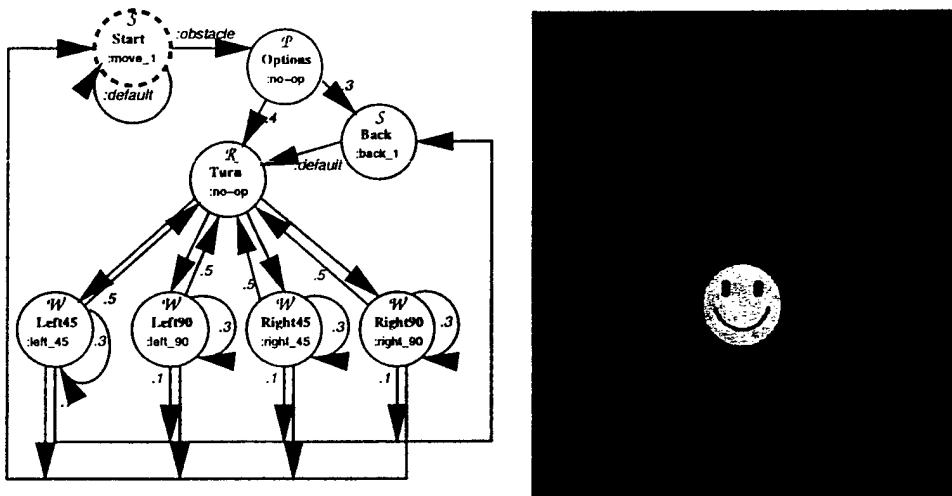 S
Start
:move_1
:default
:obstacle
P
Options
:no-op
.4
.3
S
Back
:back_1
:default
R
Turn
:no-op
.5
.5
.5
.5
W
Left45
:left_45
.3
W
Left90
:left_90
.3
W
Right45
:right_45
.3
W
Right90
:right_90
.3
.1
.1
.1